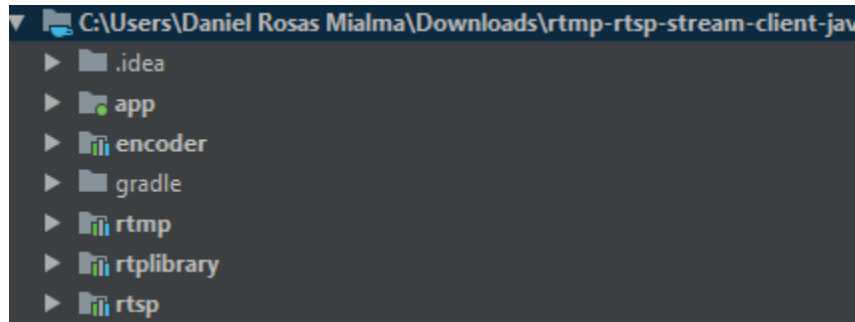 C:\Users\Daniel Rosas Mialma\Downloads\rtmp-rtsp-stream-client-jav
.idea
app
encoder
gradle
rtmp
rtplibrary
rtsp